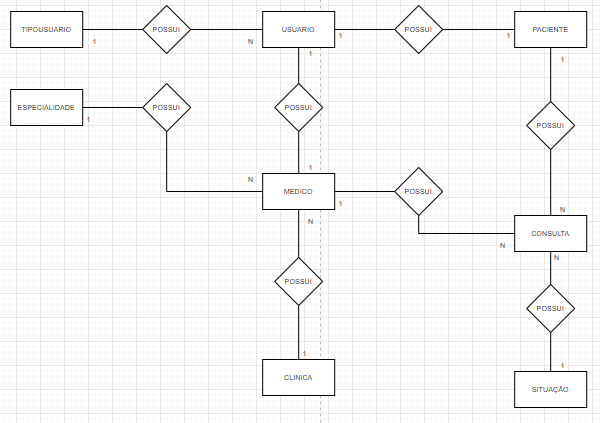 TIPOUSUARIO
POSSUI
USUARIO
POSSUI
PACIENTE
1
N
1
1
1
1
ESPECIALIDADE
POSSUI
POSSUI
POSSUI
1
N
1
MEDICO
POSSUI
1
N
N
N
CONSULTA
N
POSSUI
POSSUI
1
1
CLINICA
SITUAÇÃO